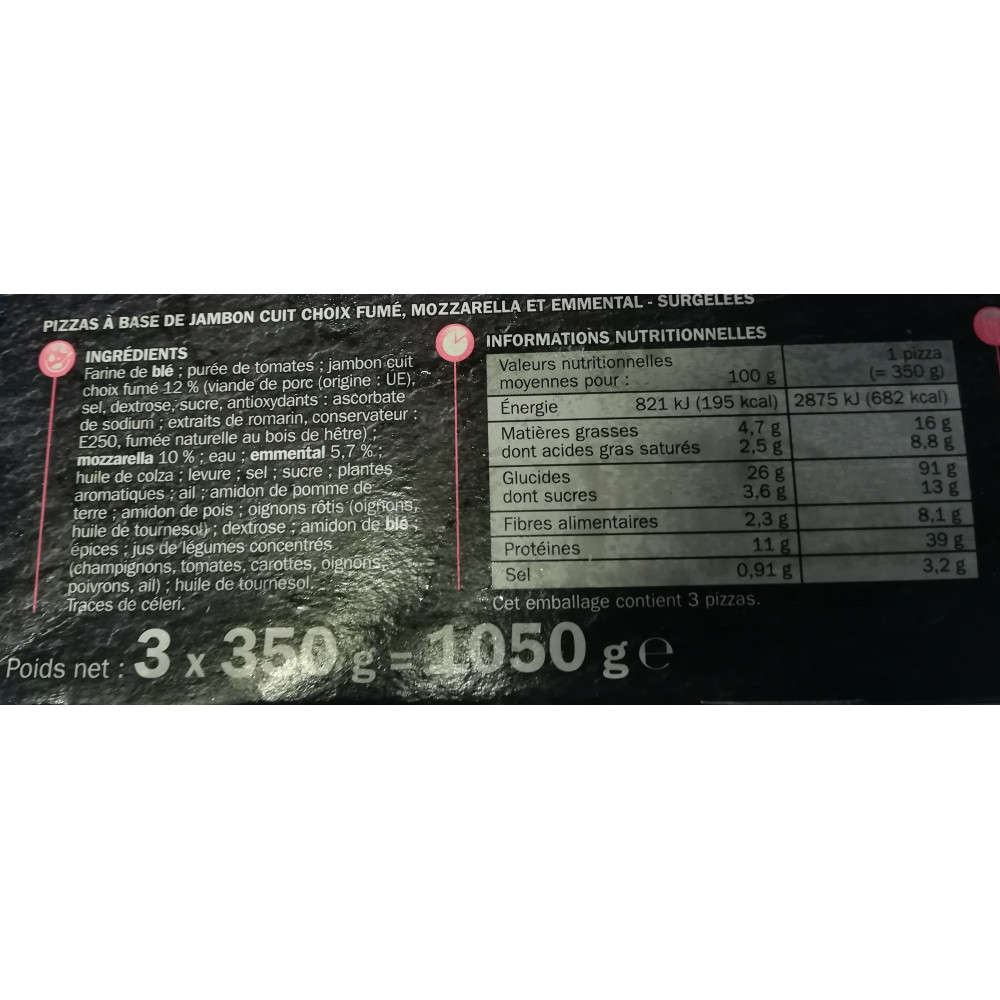 PIZZAS À BASE DE JAMBON CUIT CHOIX FUMÉ, MOZZARELLA ET EMMENTAL - SURGELÉES
INGRÉDIENTS
Farine de blé ; purée de tomates ; jambon cuit
choix fumé 12 % (viande de porc (origine : UE),
sel, dextrose, sucre, antioxydants : ascorbate
de sodium ; extraits de romarin, conservateur :
E250, fumée naturelle au bois de hêtre) ;
mozzarella 10 % ; eau ; emmental 5,7 % ;
huile de colza ; levure ; sel ; sucre ; plantes
aromatiques ; ail ; amidon de pomme de
terre ; amidon de pois ; oignons rôtis (oignons,
huile de tournesol) ; dextrose ; amidon de blé ;
épices ; jus de légumes concentrés
(champignons, tomates, carottes, oignons,
poivrons, ail) ; huile de tournesol.
Traces de céleri.
INFORMATIONS NUTRITIONNELLES
Valeurs nutritionnelles
moyennes pour : 100 g 1 pizza (= 350 g)
Énergie 821 kJ (195 kcal) 2875 kJ (682 kcal)
Matières grasses 4,7 g 16 g
dont acides gras saturés 2,5 g 8,8 g
Glucides 26 g 91 g
dont sucres 3,6 g 13 g
Fibres alimentaires 2,3 g 8,1 g
Protéines 11 g 39 g
Sel 0,91 g 3,2 g
Cet emballage contient 3 pizzas.
Poids net : 3 x 350 g = 1050 g e